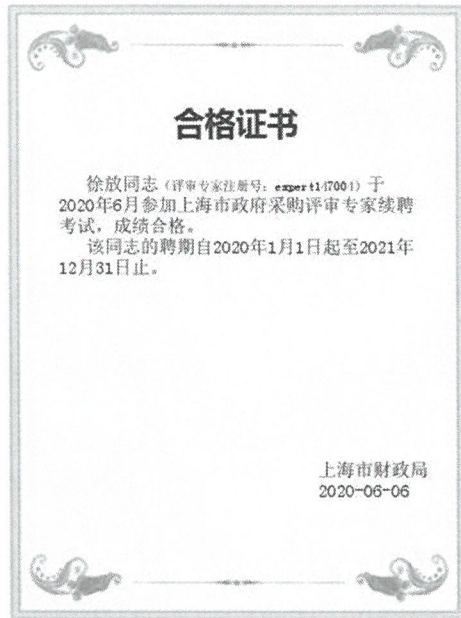 合格证书
徐放同志（评审专家注册号：expert147004）于
2020年6月参加上海市政府采购评审专家续聘
考试，成绩合格。
该同志的聘期自2020年1月1日起至2021年
12月31日止。
上海市财政局
2020-06-06